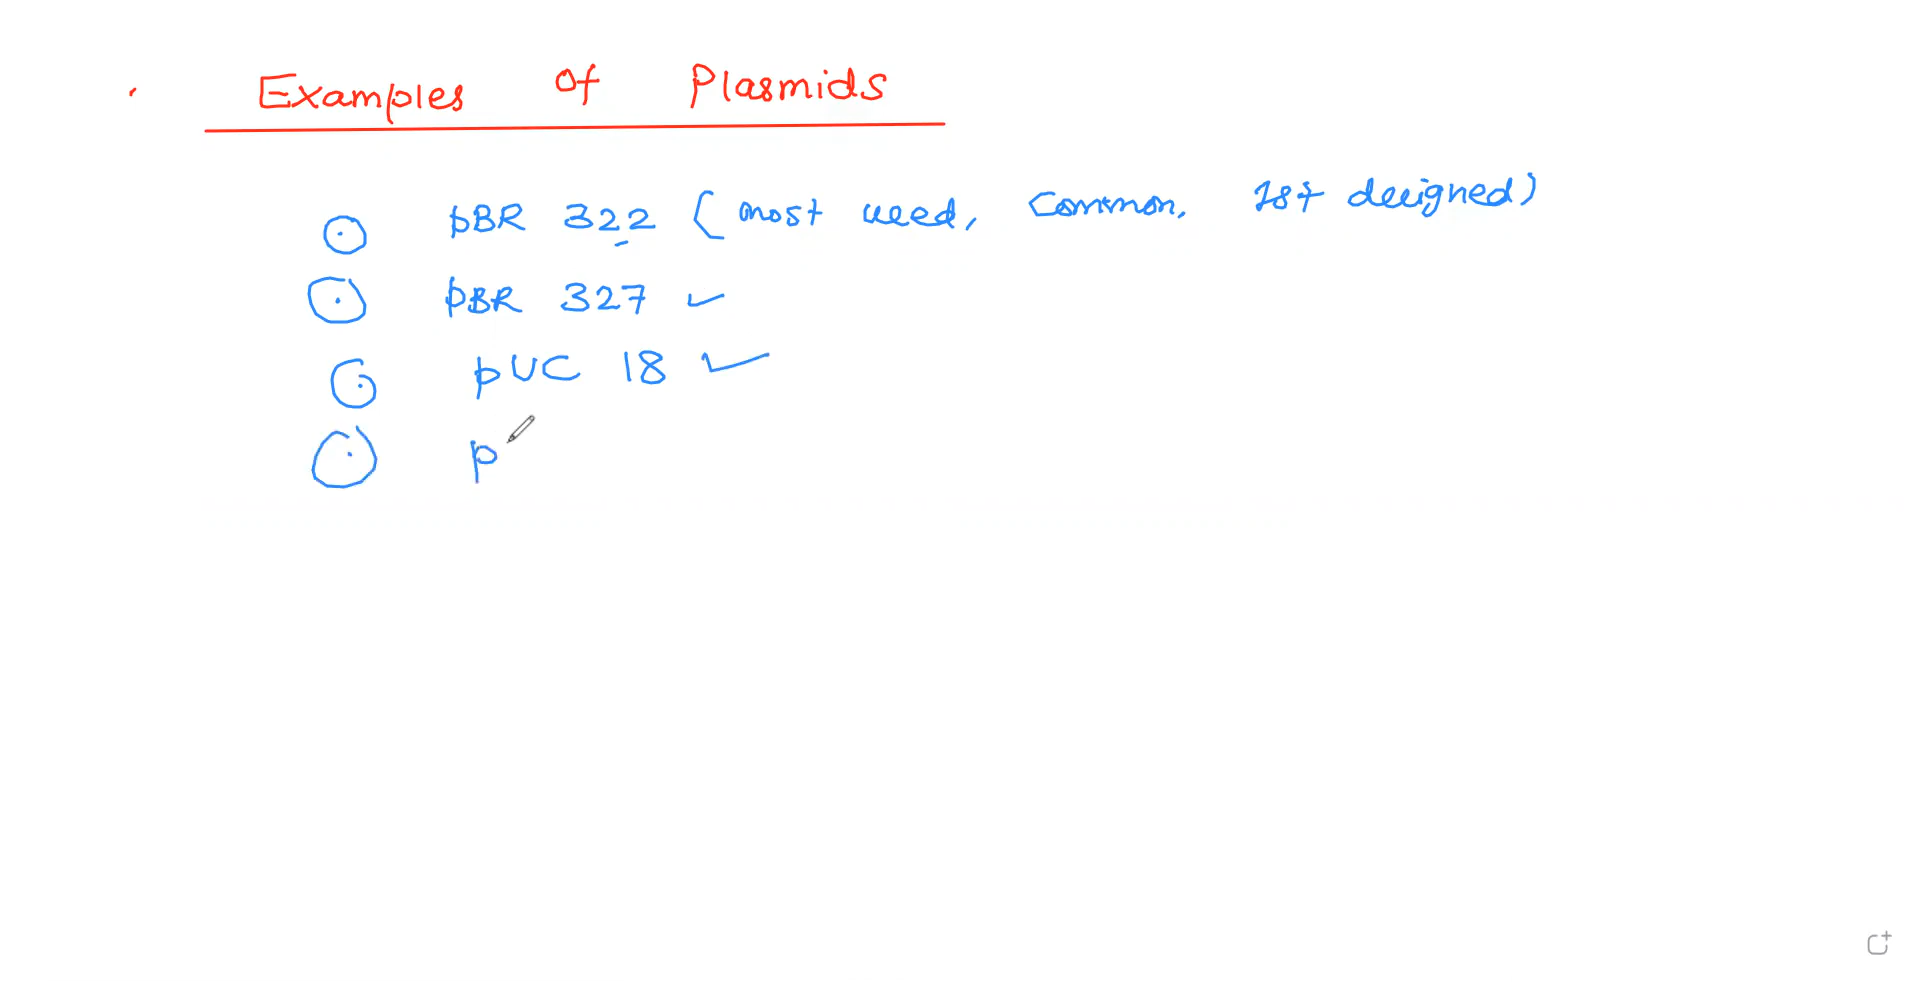 Examples Of Plasmids
pBR 322 (most used, Common, 1st designed)
pBR 327
pUC 18
p